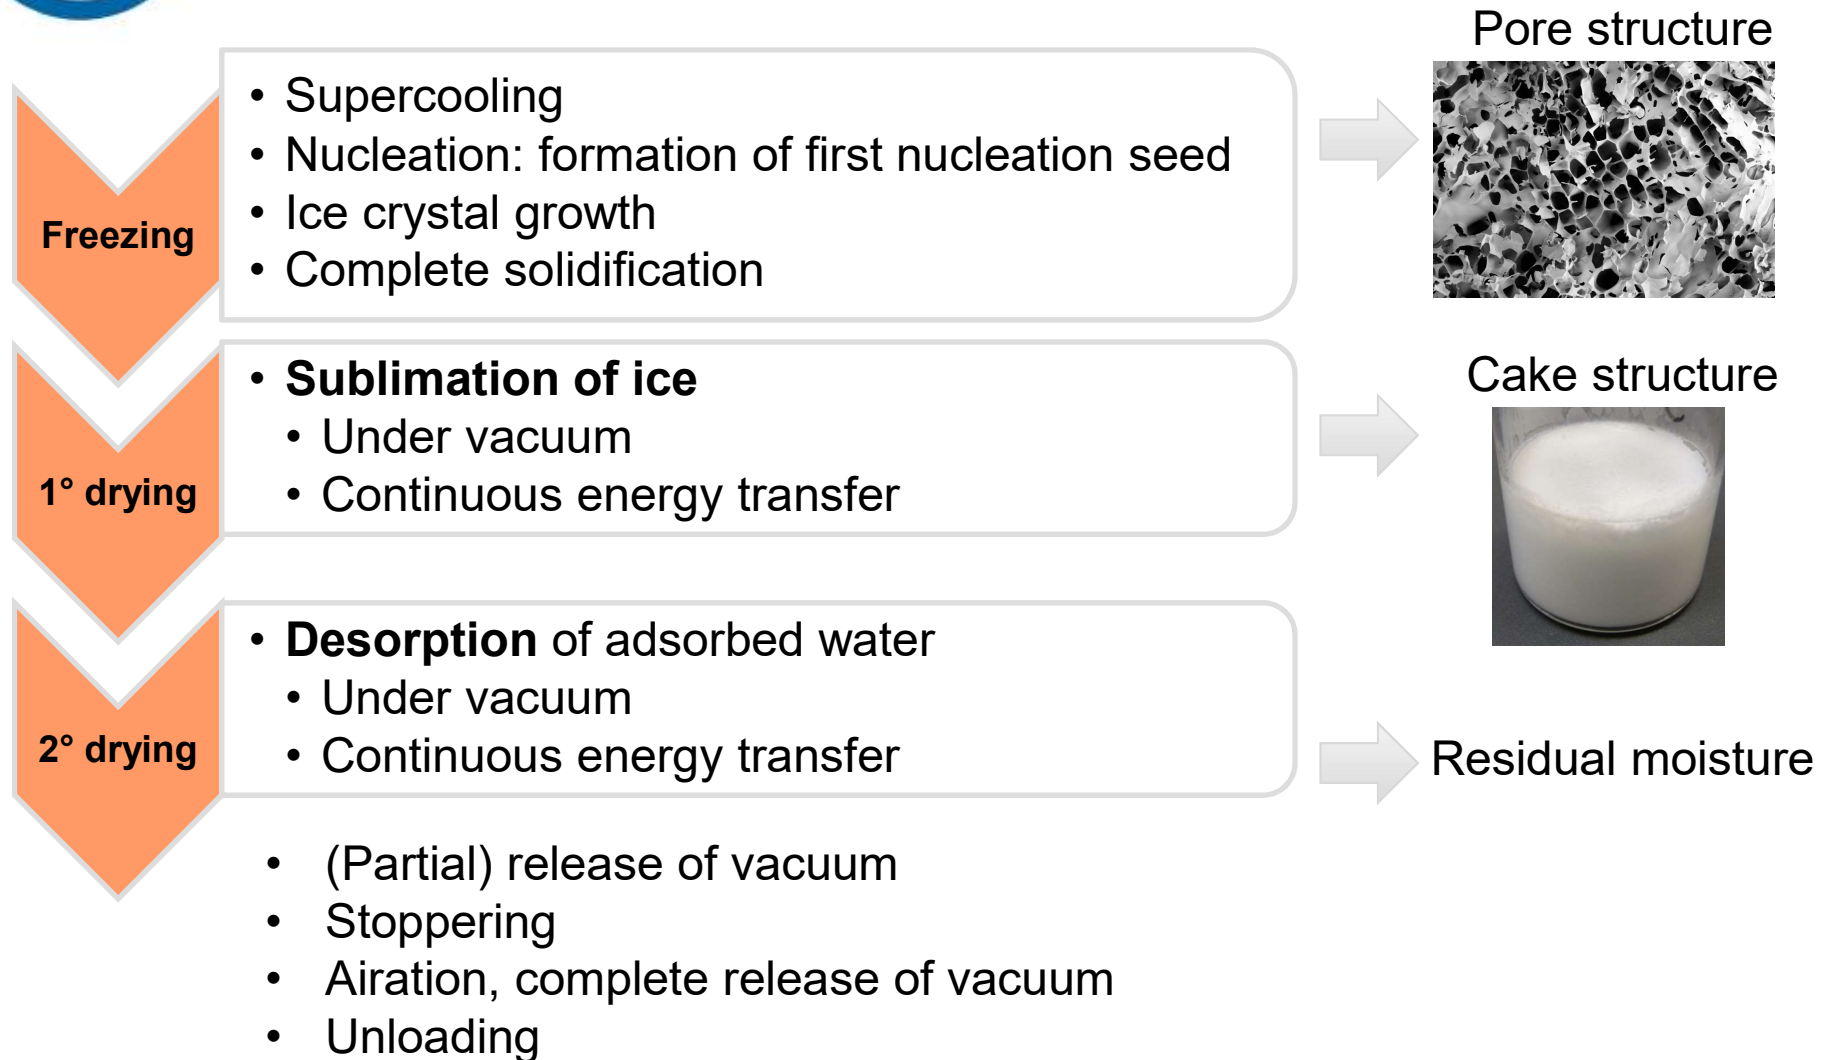 Pore structure
Freezing
• Supercooling
• Nucleation: formation of first nucleation seed
• Ice crystal growth
• Complete solidification
1° drying
• Sublimation of ice
• Under vacuum
• Continuous energy transfer
Cake structure
2° drying
• Desorption of adsorbed water
• Under vacuum
• Continuous energy transfer
Residual moisture
• (Partial) release of vacuum
• Stoppering
• Airation, complete release of vacuum
• Unloading